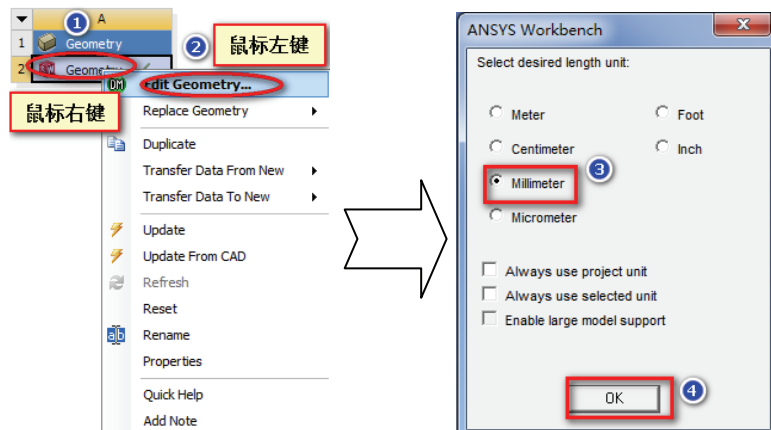 A
1
1 Geometry
2
鼠标左键
2 Geometry
DM Edit Geometry...
鼠标右键
Replace Geometry
Duplicate
Transfer Data From New
Transfer Data To New
Update
Update From CAD
Refresh
Reset
ab Rename
Properties
Quick Help
Add Note
ANSYS Workbench
Select desired length unit:
Meter
Foot
Centimeter
Inch
3
Millimeter
Micrometer
Always use project unit
Always use selected unit
Enable large model support
OK
4